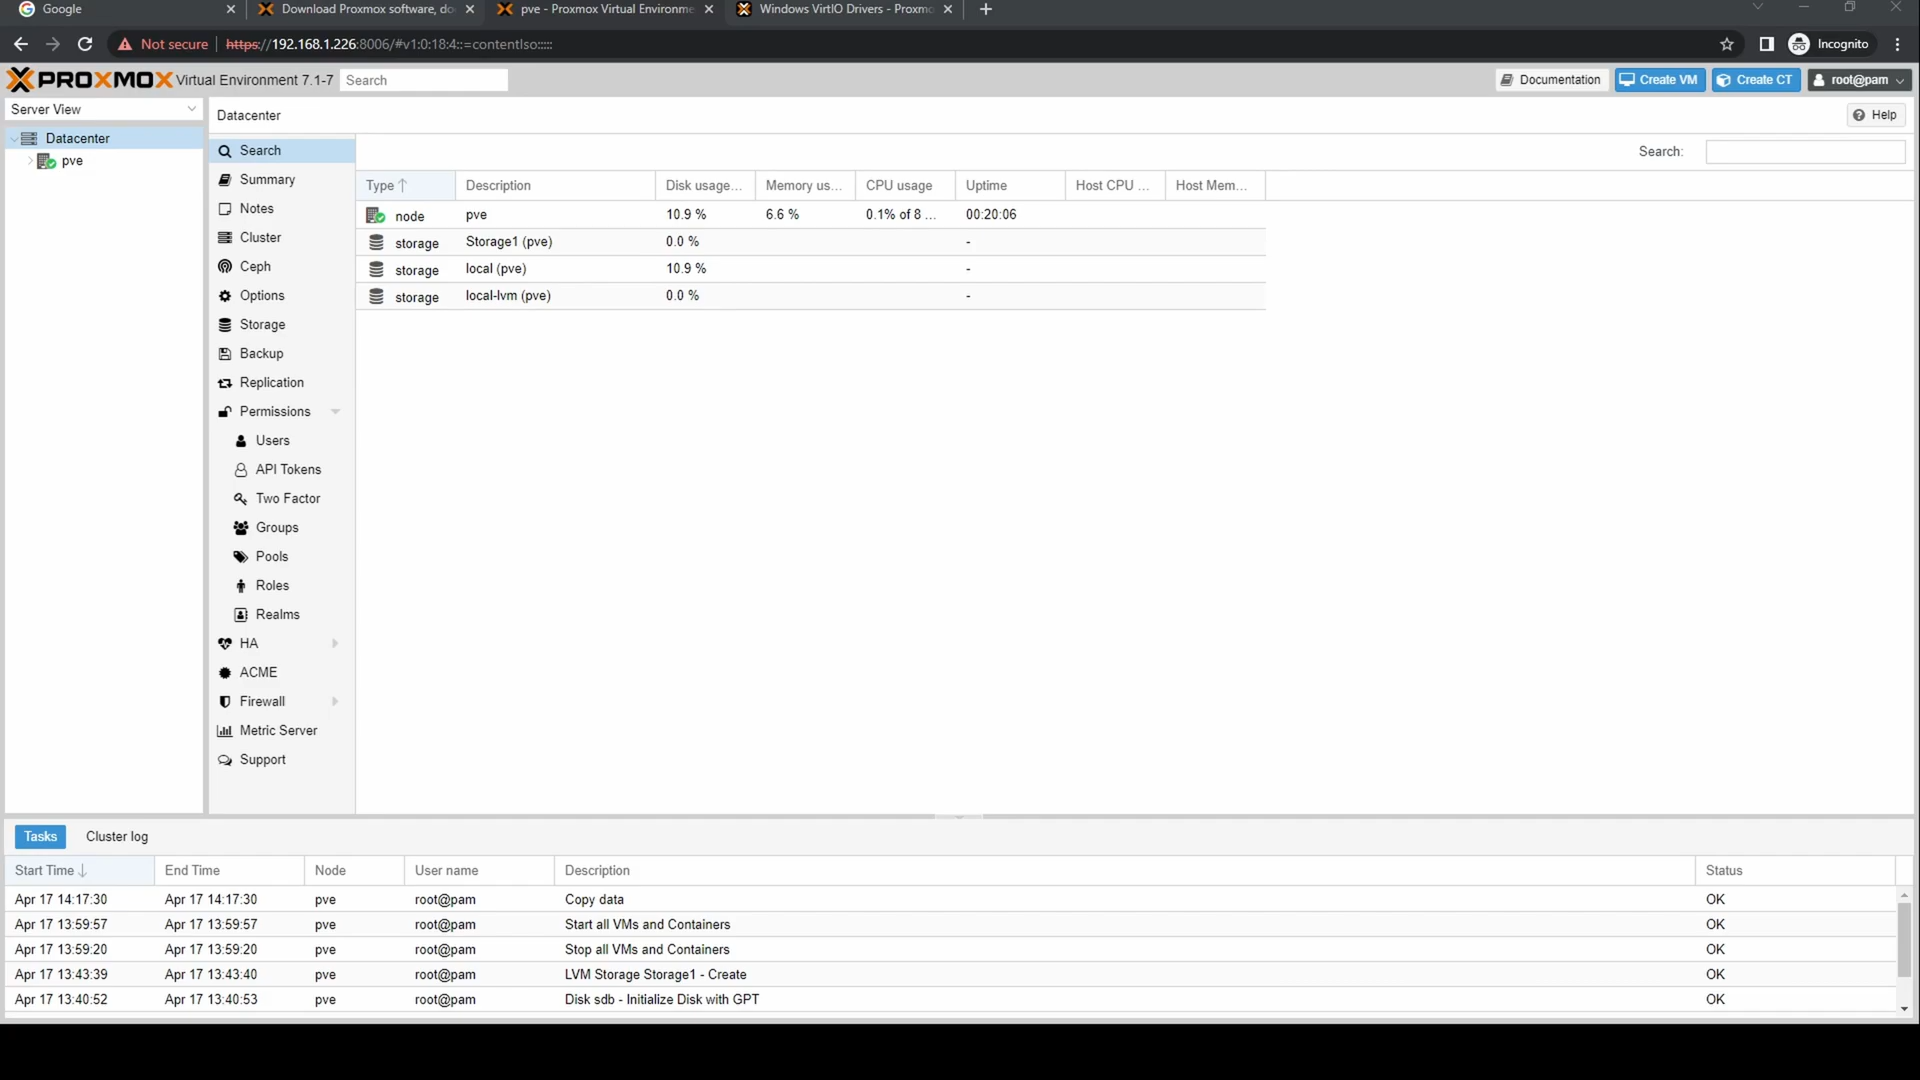 Google
Download Proxmox software, do
pve - Proxmox Virtual Environme
Windows VirtIO Drivers - Proxmo
Not secure
https://192.168.1.226:8006/#v1:0:18:4::=contentIso:::::
Incognito
PROXMOX Virtual Environment 7.1-7
Search
Documentation
Create VM
Create CT
root@pam
Server View
Datacenter
Help
Datacenter
pve
Search
Summary
Notes
Cluster
Ceph
Options
Storage
Backup
Replication
Permissions
Users
API Tokens
Two Factor
Groups
Pools
Roles
Realms
HA
ACME
Firewall
Metric Server
Support
Search:
Type Description Disk usage... Memory us... CPU usage Uptime Host CPU ... Host Mem...
node pve 10.9 % 6.6 % 0.1% of 8 ... 00:20:06
storage Storage1 (pve) 0.0 % -
storage local (pve) 10.9 % -
storage local-lvm (pve) 0.0 % -
Tasks Cluster log
Start Time End Time Node User name Description Status
Apr 17 14:17:30 Apr 17 14:17:30 pve root@pam Copy data OK
Apr 17 13:59:57 Apr 17 13:59:57 pve root@pam Start all VMs and Containers OK
Apr 17 13:59:20 Apr 17 13:59:20 pve root@pam Stop all VMs and Containers OK
Apr 17 13:43:39 Apr 17 13:43:40 pve root@pam LVM Storage Storage1 - Create OK
Apr 17 13:40:52 Apr 17 13:40:53 pve root@pam Disk sdb - Initialize Disk with GPT OK